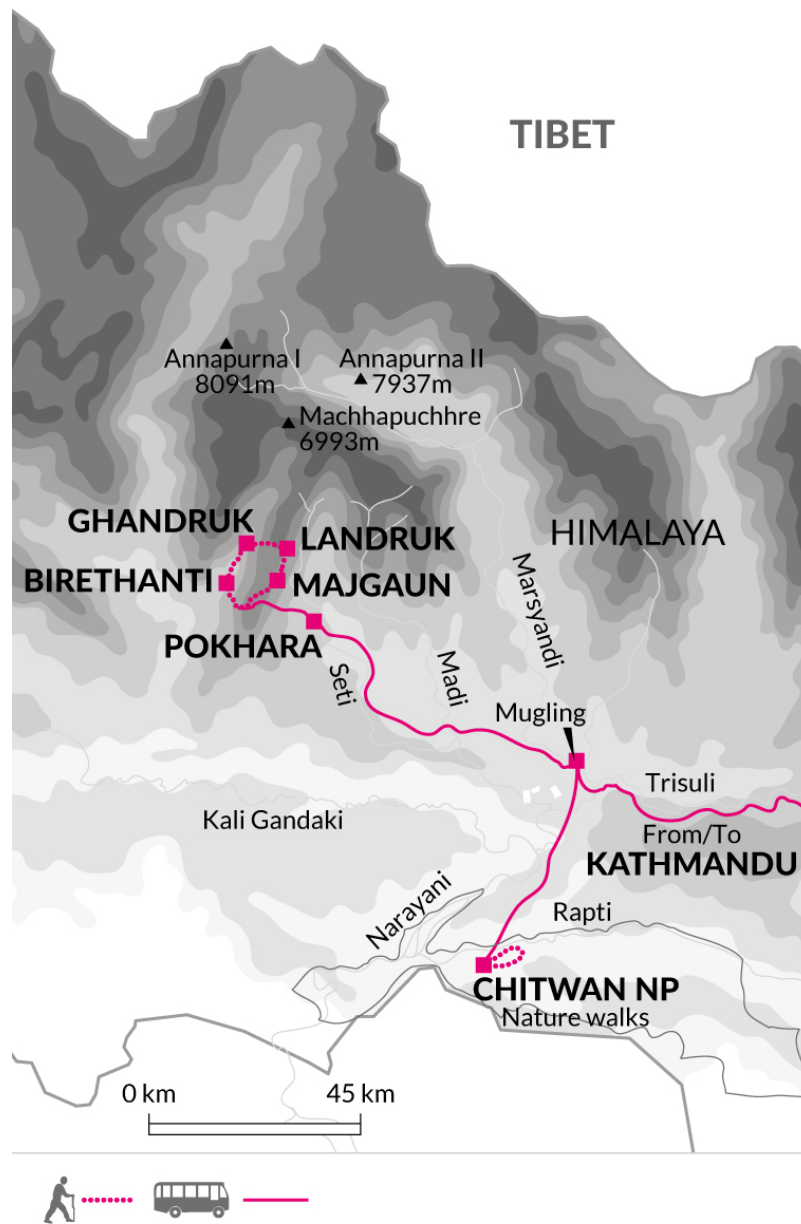 TIBET
Annapurna I
8091m
Annapurna II
7937m
Machhapuchhre
6993m
GHANDRUK
LANDRUK
HIMALAYA
BIRETHANTI
MAJGAUN
POKHARA
Seti
Madi
Marsyandi
Mugling
Trisuli
Kali Gandaki
From/To
KATHMANDU
Narayani
Rapti
CHITWAN NP
Nature walks
0 km
45 km